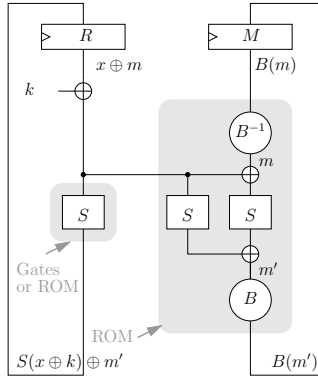 R
M
x ⊕ m
B(m)
k
B⁻¹
m
S
S
S
Gates
or ROM
m′
B
ROM
S(x ⊕ k) ⊕ m′
B(m′)